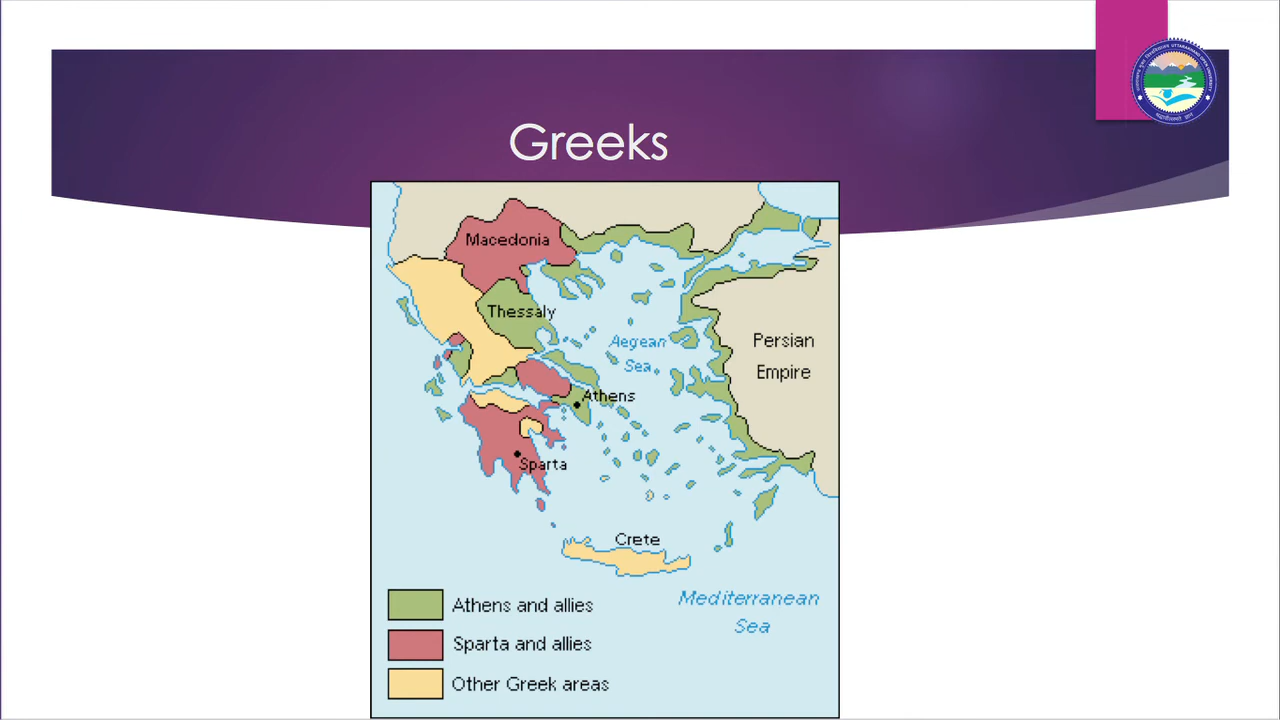 Greeks
Macedonia
Thessaly
Aegean
Sea
Persian
Empire
Athens
Sparta
Crete
Mediterranean
Sea
Athens and allies
Sparta and allies
Other Greek areas